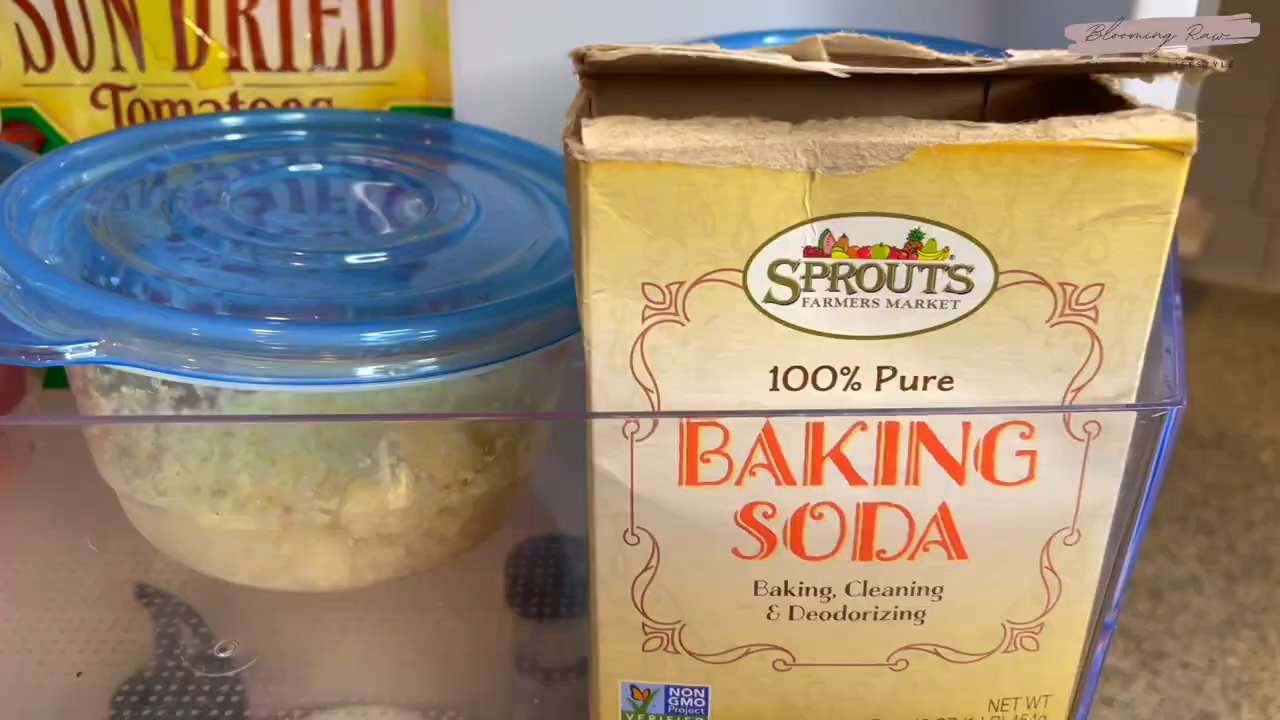 SUN DRIED
Tomatoes
Blooming Raw
SPROUTS
FARMERS MARKET
100% Pure
BAKING
SODA
Baking, Cleaning
& Deodorizing
NON
GMO
Project
VERIFIED
NET WT